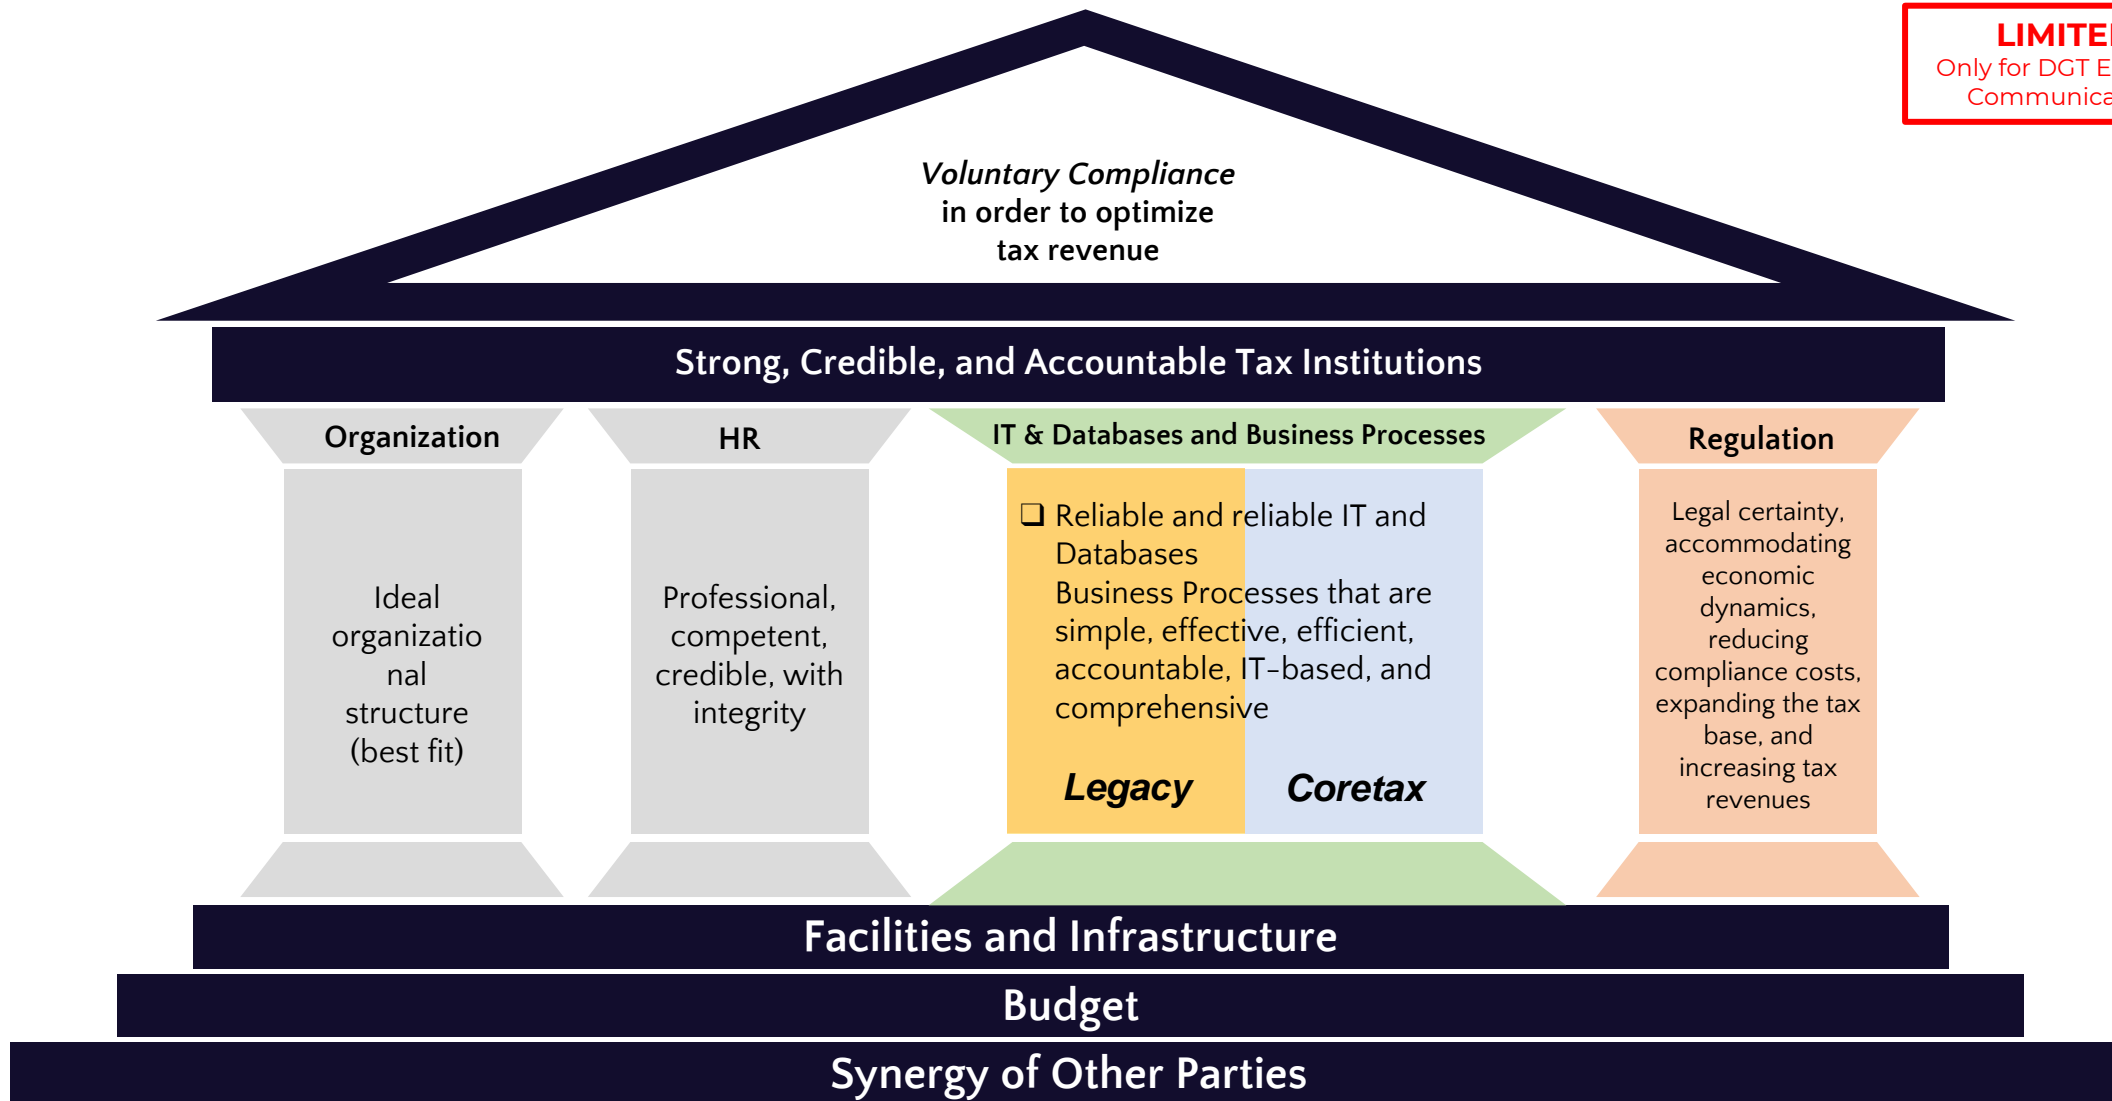 LIMITE
Only for DGT E
Communica
Voluntary Compliance
in order to optimize
tax revenue
Strong, Credible, and Accountable Tax Institutions
Organization
HR
IT & Databases and Business Processes
Regulation
Ideal
organizatio
nal
structure
(best fit)
Professional,
competent,
credible, with
integrity
❑ Reliable and reliable IT and
Databases
Business Processes that are
simple, effective, efficient,
accountable, IT-based, and
comprehensive
Legacy
Coretax
Legal certainty,
accommodating
economic
dynamics,
reducing
compliance costs,
expanding the tax
base, and
increasing tax
revenues
Facilities and Infrastructure
Budget
Synergy of Other Parties